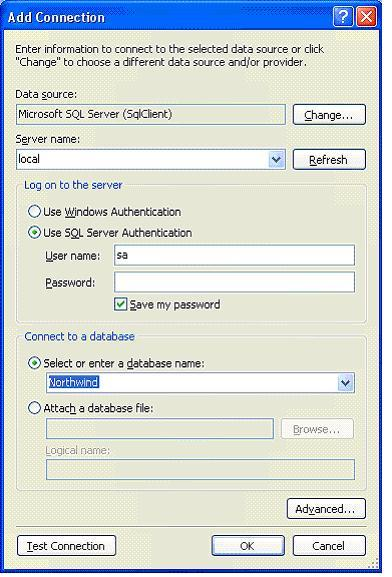 Add Connection
Enter information to connect to the selected data source or click
"Change" to choose a different data source and/or provider.
Data source:
Microsoft SQL Server (SqlClient)
Change...
Server name:
local
Refresh
Log on to the server
Use Windows Authentication
Use SQL Server Authentication
User name:
sa
Password:
Save my password
Connect to a database
Select or enter a database name:
Northwind
Attach a database file:
Browse...
Logical name:
Advanced...
Test Connection
OK
Cancel